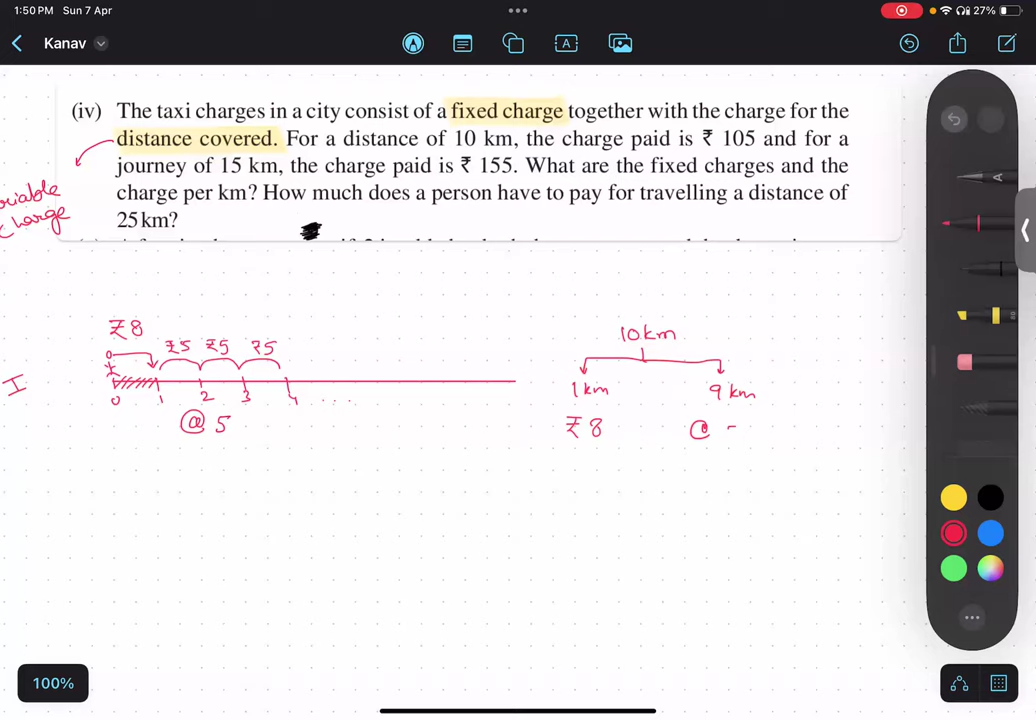 1:50 PM Sun 7 Apr
27%
Kanav
A
(iv) The taxi charges in a city consist of a fixed charge together with the charge for the
distance covered. For a distance of 10 km, the charge paid is ₹ 105 and for a
journey of 15 km, the charge paid is ₹ 155. What are the fixed charges and the
charge per km? How much does a person have to pay for travelling a distance of
25 km?
riable
charge
₹8
₹5 ₹5 ₹5
I
0 1 2 3 4 ....
@ 5
10km
1km 9 km
₹8 @
100%